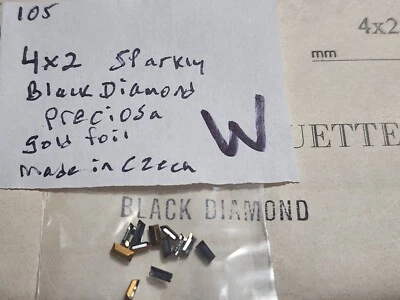 105
4x2 Sparkly
Black Diamond
Preciosa
gold foil
made in Czech
W
4x2
mm
UETTE
BLACK DIAMOND